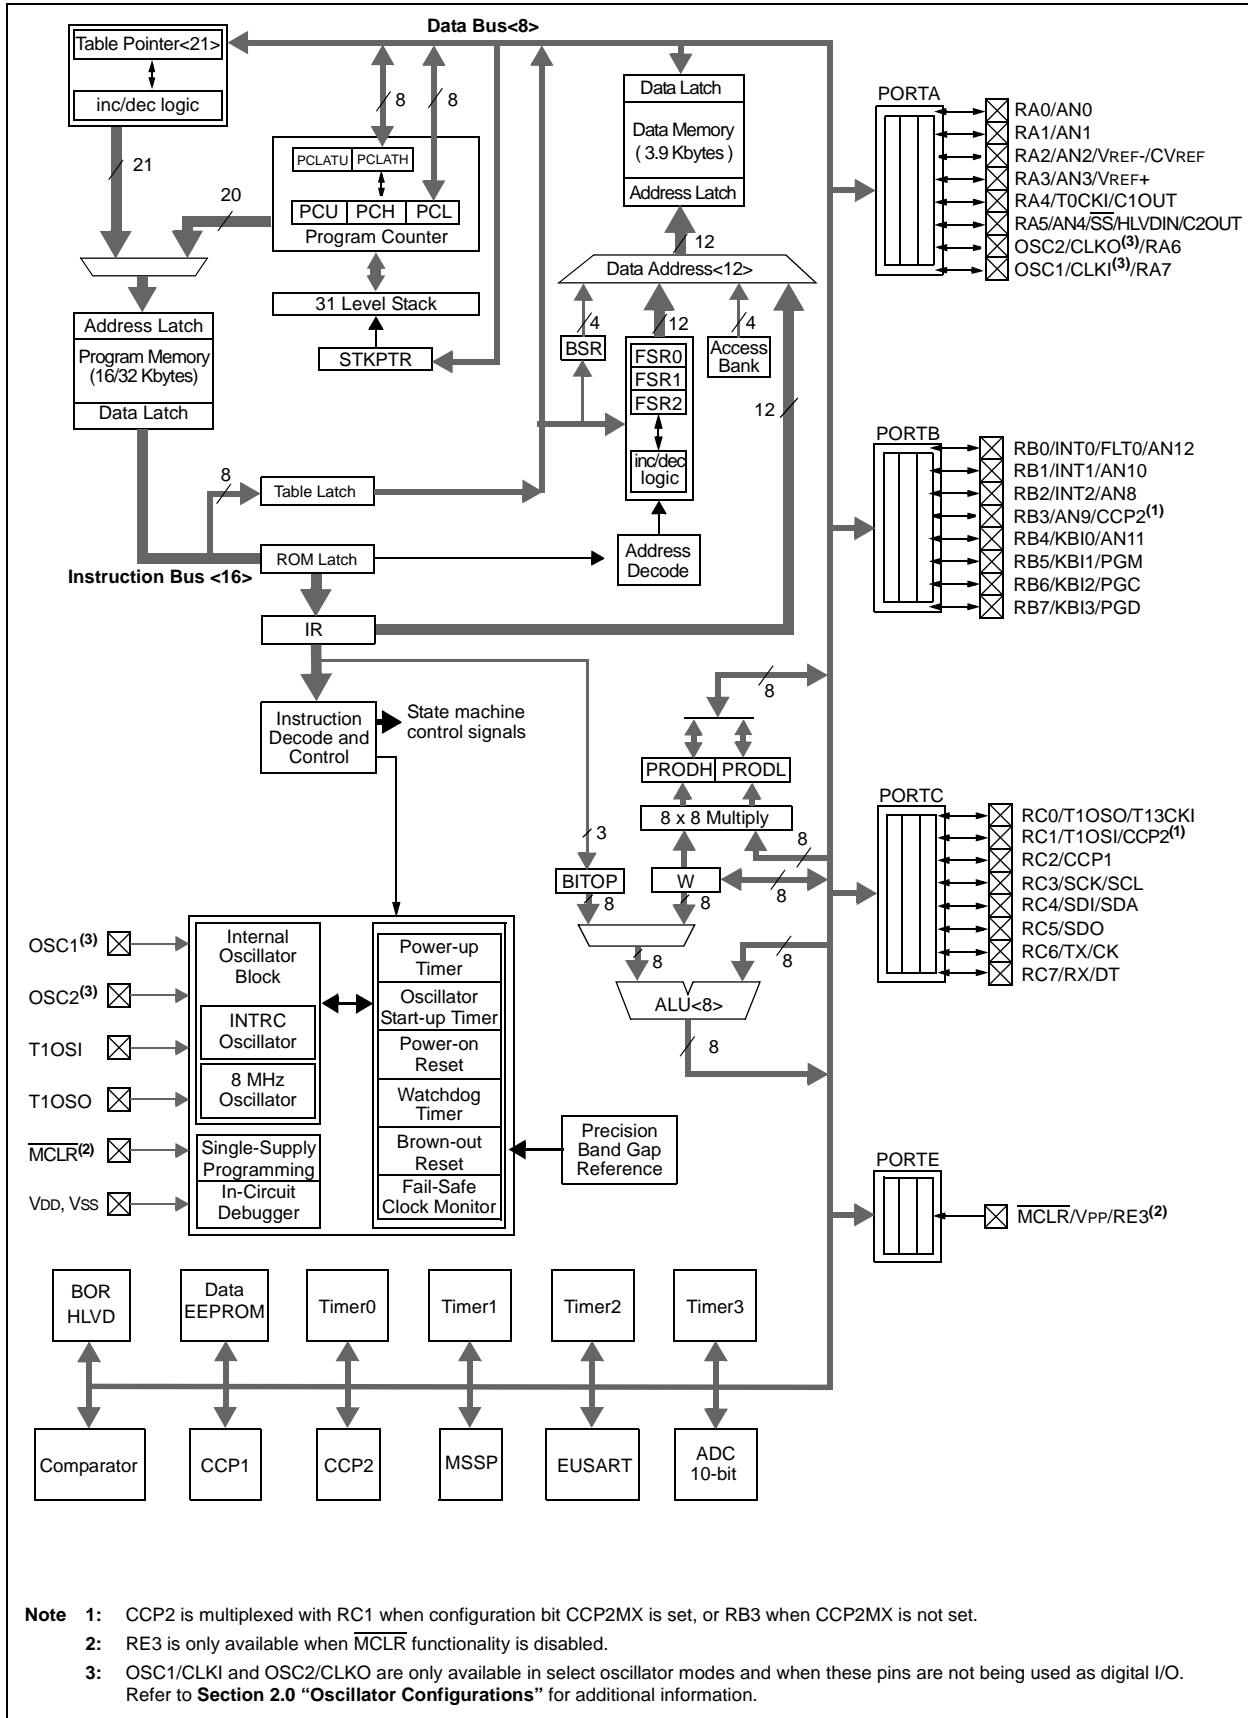 Data Bus<8>
Table Pointer<21>
inc/dec logic
21
20
8
8
PCLATU PCLATH
PCU PCH PCL
Program Counter
31 Level Stack
STKPTR
Address Latch
Program Memory
(16/32 Kbytes)
Data Latch
Data Latch
Data Memory
( 3.9 Kbytes )
Address Latch
12
Data Address<12>
4
12
4
BSR
FSR0
FSR1
FSR2
inc/dec
logic
Access
Bank
12
8
Table Latch
ROM Latch
Instruction Bus <16>
Address
Decode
IR
Instruction
Decode and
Control
State machine
control signals
8
PRODH PRODL
8 x 8 Multiply
3
8
BITOP
W
8
8
8
8
8
ALU<8>
8
PORTA
RA0/AN0
RA1/AN1
RA2/AN2/VREF-/CVREF
RA3/AN3/VREF+
RA4/T0CKI/C1OUT
RA5/AN4/SS/HLVDIN/C2OUT
OSC2/CLKO(3)/RA6
OSC1/CLKI(3)/RA7
PORTB
RB0/INT0/FLT0/AN12
RB1/INT1/AN10
RB2/INT2/AN8
RB3/AN9/CCP2(1)
RB4/KBI0/AN11
RB5/KBI1/PGM
RB6/KBI2/PGC
RB7/KBI3/PGD
PORTC
RC0/T1OSO/T13CKI
RC1/T1OSI/CCP2(1)
RC2/CCP1
RC3/SCK/SCL
RC4/SDI/SDA
RC5/SDO
RC6/TX/CK
RC7/RX/DT
PORTE
MCLR/VPP/RE3(2)
OSC1(3)
OSC2(3)
T1OSI
T1OSO
MCLR(2)
VDD, VSS
Internal
Oscillator
Block
INTRC
Oscillator
8 MHz
Oscillator
Single-Supply
Programming
In-Circuit
Debugger
Power-up
Timer
Oscillator
Start-up Timer
Power-on
Reset
Watchdog
Timer
Brown-out
Reset
Fail-Safe
Clock Monitor
Precision
Band Gap
Reference
BOR
HLVD
Data
EEPROM
Timer0
Timer1
Timer2
Timer3
Comparator
CCP1
CCP2
MSSP
EUSART
ADC
10-bit
Note 1: CCP2 is multiplexed with RC1 when configuration bit CCP2MX is set, or RB3 when CCP2MX is not set.
2: RE3 is only available when MCLR functionality is disabled.
3: OSC1/CLKI and OSC2/CLKO are only available in select oscillator modes and when these pins are not being used as digital I/O.
Refer to Section 2.0 “Oscillator Configurations” for additional information.